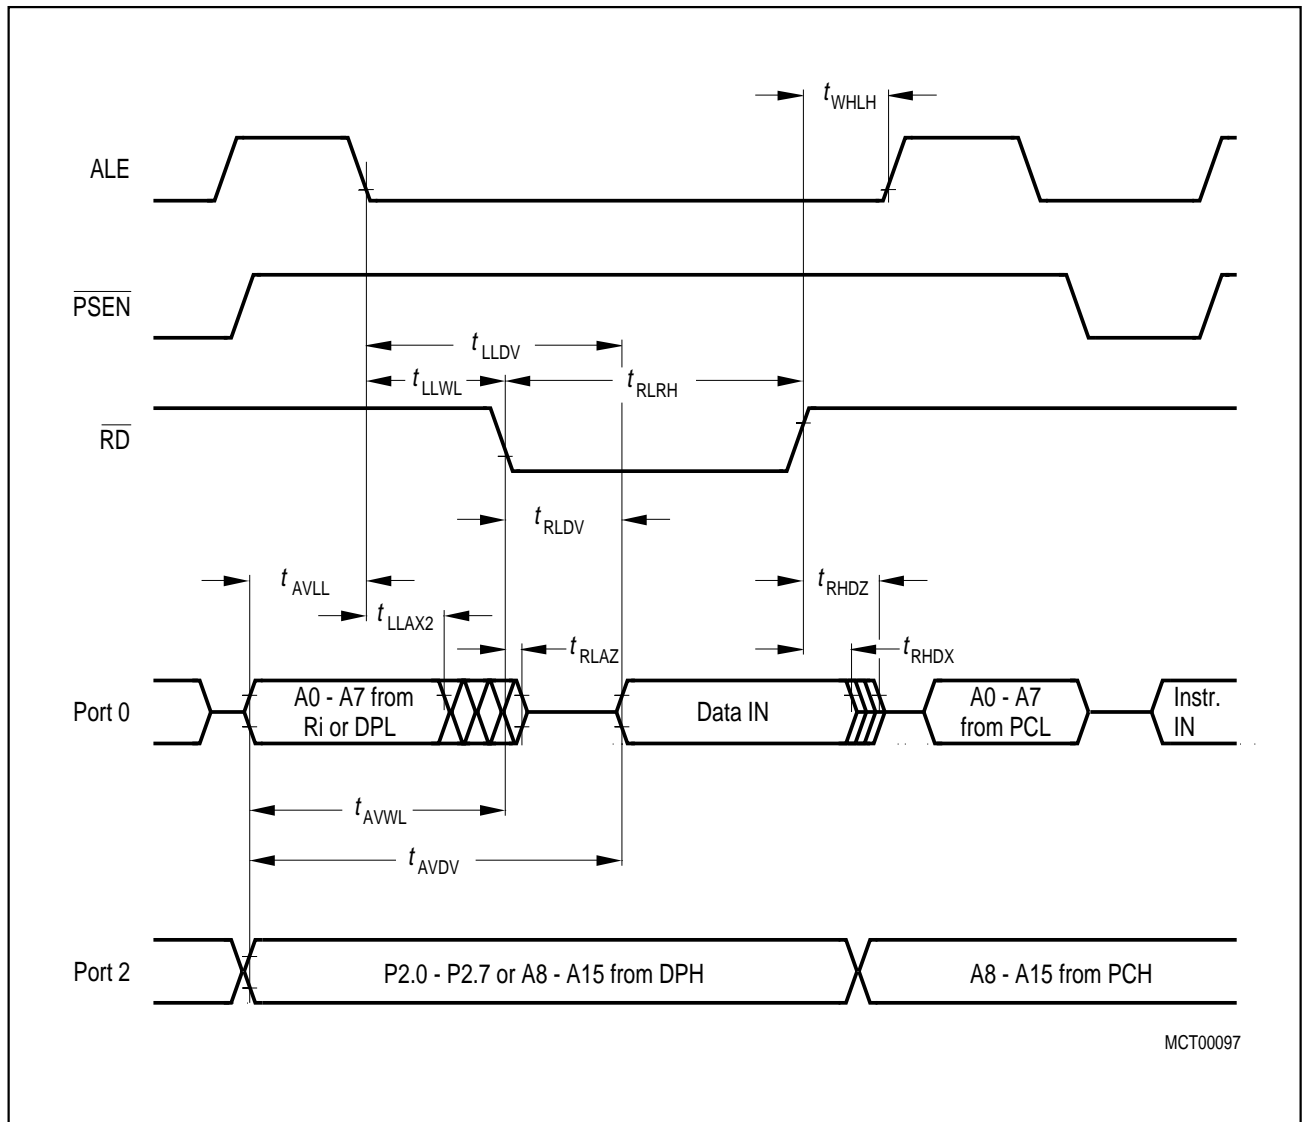 t WHLH
ALE
PSEN
t LLDV
t LLWL
t RLRH
RD
t RLDV
t AVLL
t RHDZ
t LLAX2
t RLAZ
t RHDX
Port 0
A0 - A7 from
Ri or DPL
Data IN
A0 - A7
from PCL
Instr.
IN
t AVWL
t AVDV
Port 2
P2.0 - P2.7 or A8 - A15 from DPH
A8 - A15 from PCH
MCT00097